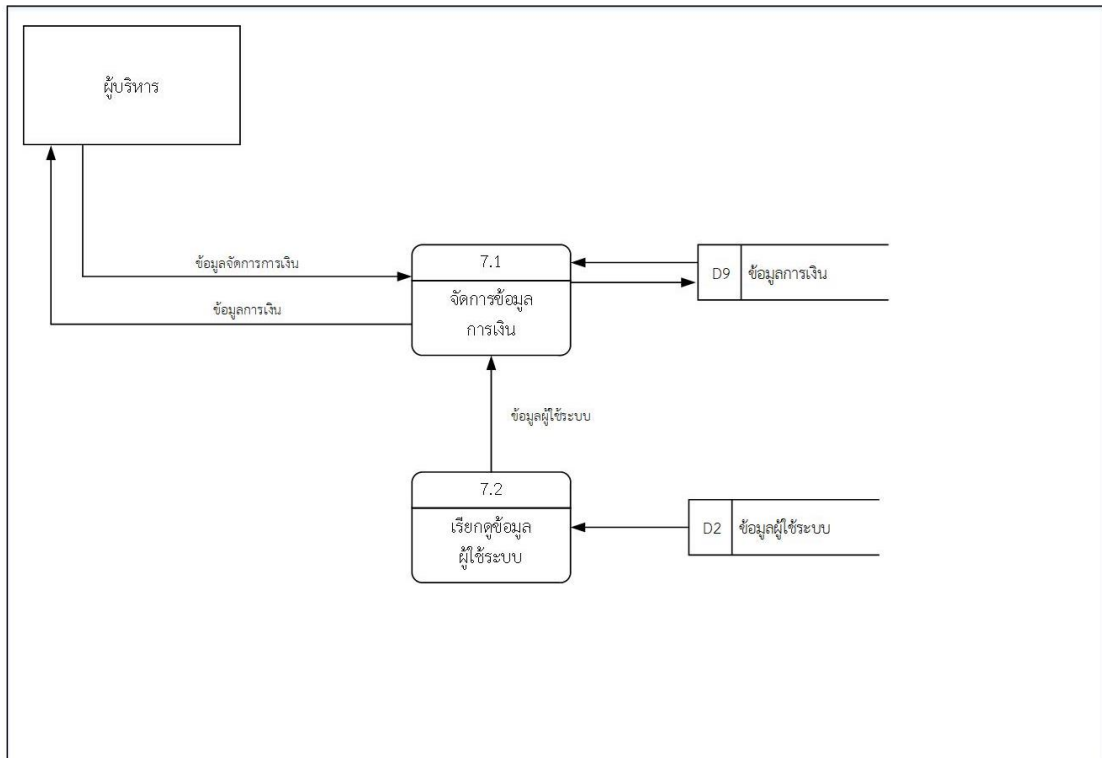 ผู้บริหาร
ข้อมูลจัดการการเงิน
ข้อมูลการเงิน
7.1
จัดการข้อมูล
การเงิน
D9 ข้อมูลการเงิน
ข้อมูลผู้ใช้ระบบ
7.2
เรียกดูข้อมูล
ผู้ใช้ระบบ
D2 ข้อมูลผู้ใช้ระบบ